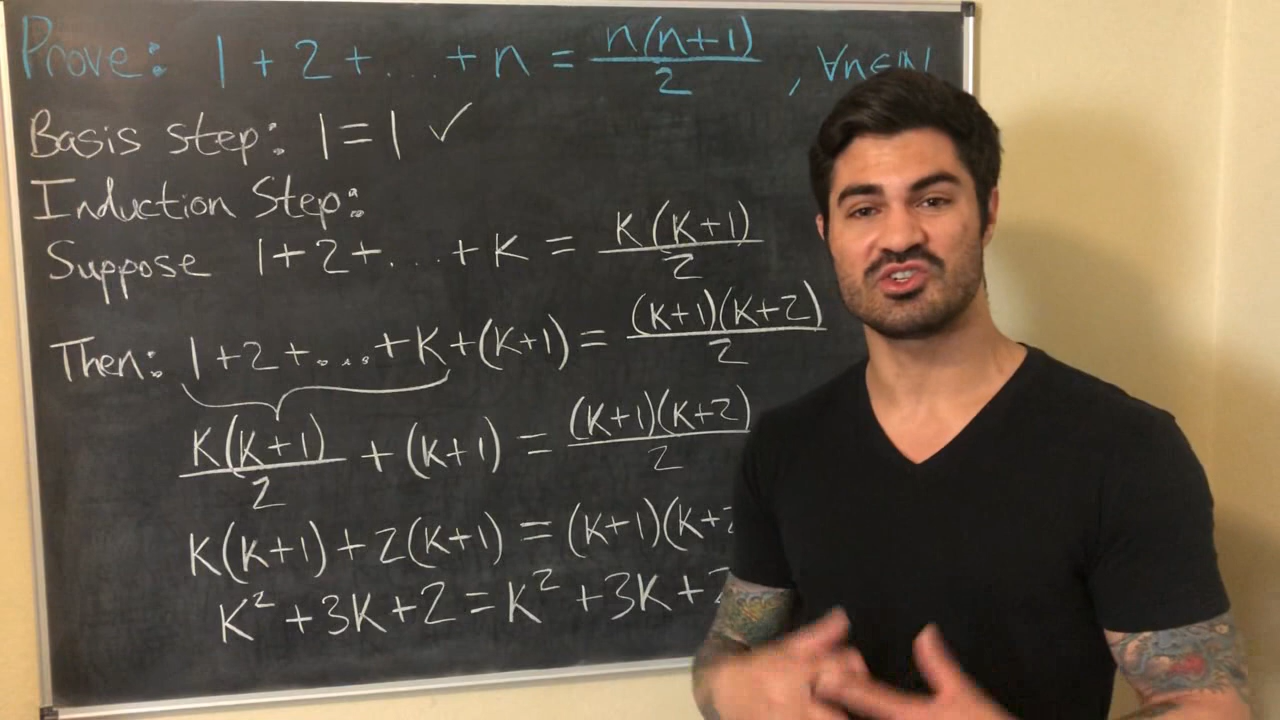 Prove: 1 + 2 + . . . + n = n(n+1)/2 , ∀n∈ℕ
Basis step: 1 = 1 ✓
Induction Step:
Suppose 1 + 2 + . . . + K = K(K+1)/2
Then: 1 + 2 + . . . . + K + (K+1) = (K+1)(K+2)/2
K(K+1)/2 + (K+1) = (K+1)(K+2)/2
K(K+1) + 2(K+1) = (K+1)(K+2
K² + 3K + 2 = K² + 3K + 2